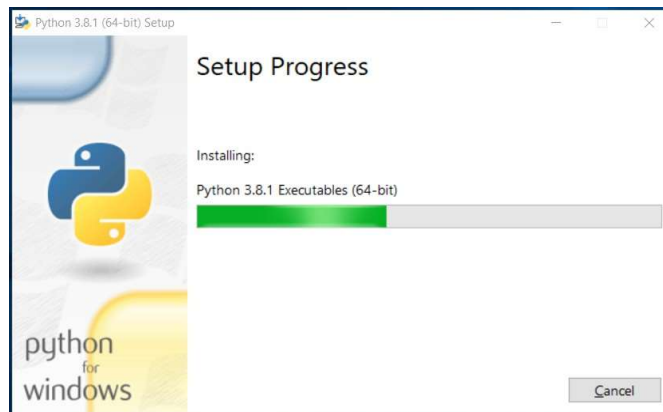 Python 3.8.1 (64-bit) Setup
Setup Progress
Installing:
Python 3.8.1 Executables (64-bit)
python
for
windows
Cancel